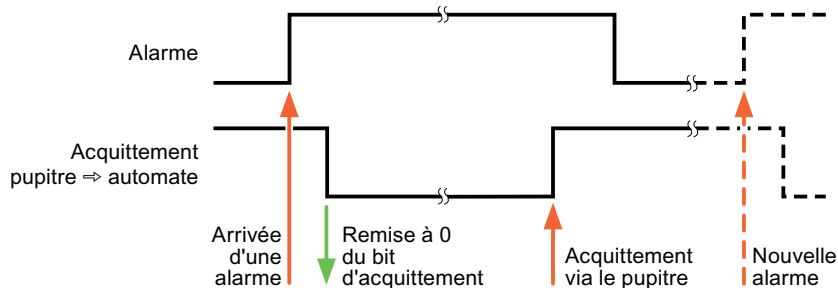 Alarme
Acquittement
pupitre ⇨ automate
Arrivée
d'une
alarme
Remise à 0
du bit
d'acquittement
Acquittement
via le pupitre
Nouvelle
alarme